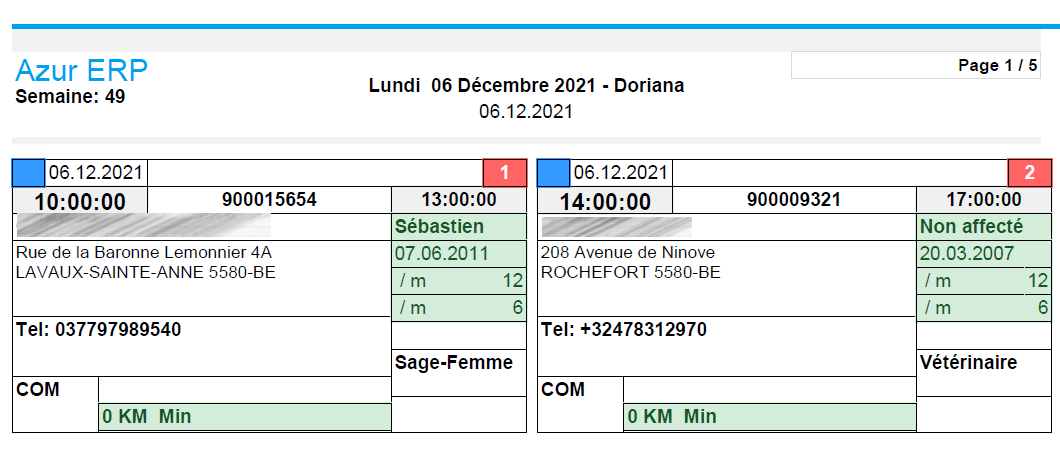 Azur ERP
Page 1 / 5
Semaine: 49
Lundi 06 Décembre 2021 - Doriana
06.12.2021
06.12.2021
1
10:00:00
900015654
13:00:00
Sébastien
Rue de la Baronne Lemonnier 4A
07.06.2011
LAVAUX-SAINTE-ANNE 5580-BE
/ m 12
/ m 6
Tel: 037797989540
Sage-Femme
COM
0 KM Min
06.12.2021
2
14:00:00
900009321
17:00:00
Non affecté
208 Avenue de Ninove
20.03.2007
ROCHEFORT 5580-BE
/ m 12
/ m 6
Tel: +32478312970
Vétérinaire
COM
0 KM Min